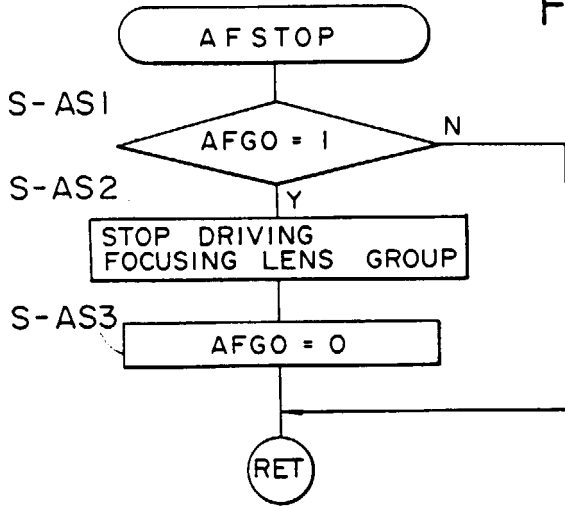 AFSTOP
S-AS1
AFGO = 1
N
S-AS2
Y
STOP DRIVING
FOCUSING LENS GROUP
S-AS3
AFGO = 0
RET